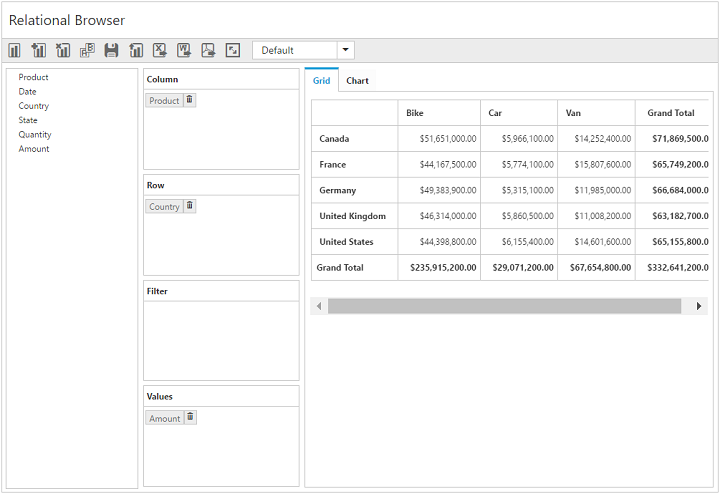 Relational Browser
Default
Product
Date
Country
State
Quantity
Amount
Column
Product
Row
Country
Filter
Values
Amount
Grid Chart
Bike Car Van Grand Total
Canada $51,651,000.00 $5,966,100.00 $14,252,400.00 $71,869,500.0
France $44,167,500.00 $5,774,100.00 $15,807,600.00 $65,749,200.0
Germany $49,383,900.00 $5,315,100.00 $11,985,000.00 $66,684,000.0
United Kingdom $46,314,000.00 $5,860,500.00 $11,008,200.00 $63,182,700.0
United States $44,398,800.00 $6,155,400.00 $14,601,600.00 $65,155,800.0
Grand Total $235,915,200.00 $29,071,200.00 $67,654,800.00 $332,641,200.0